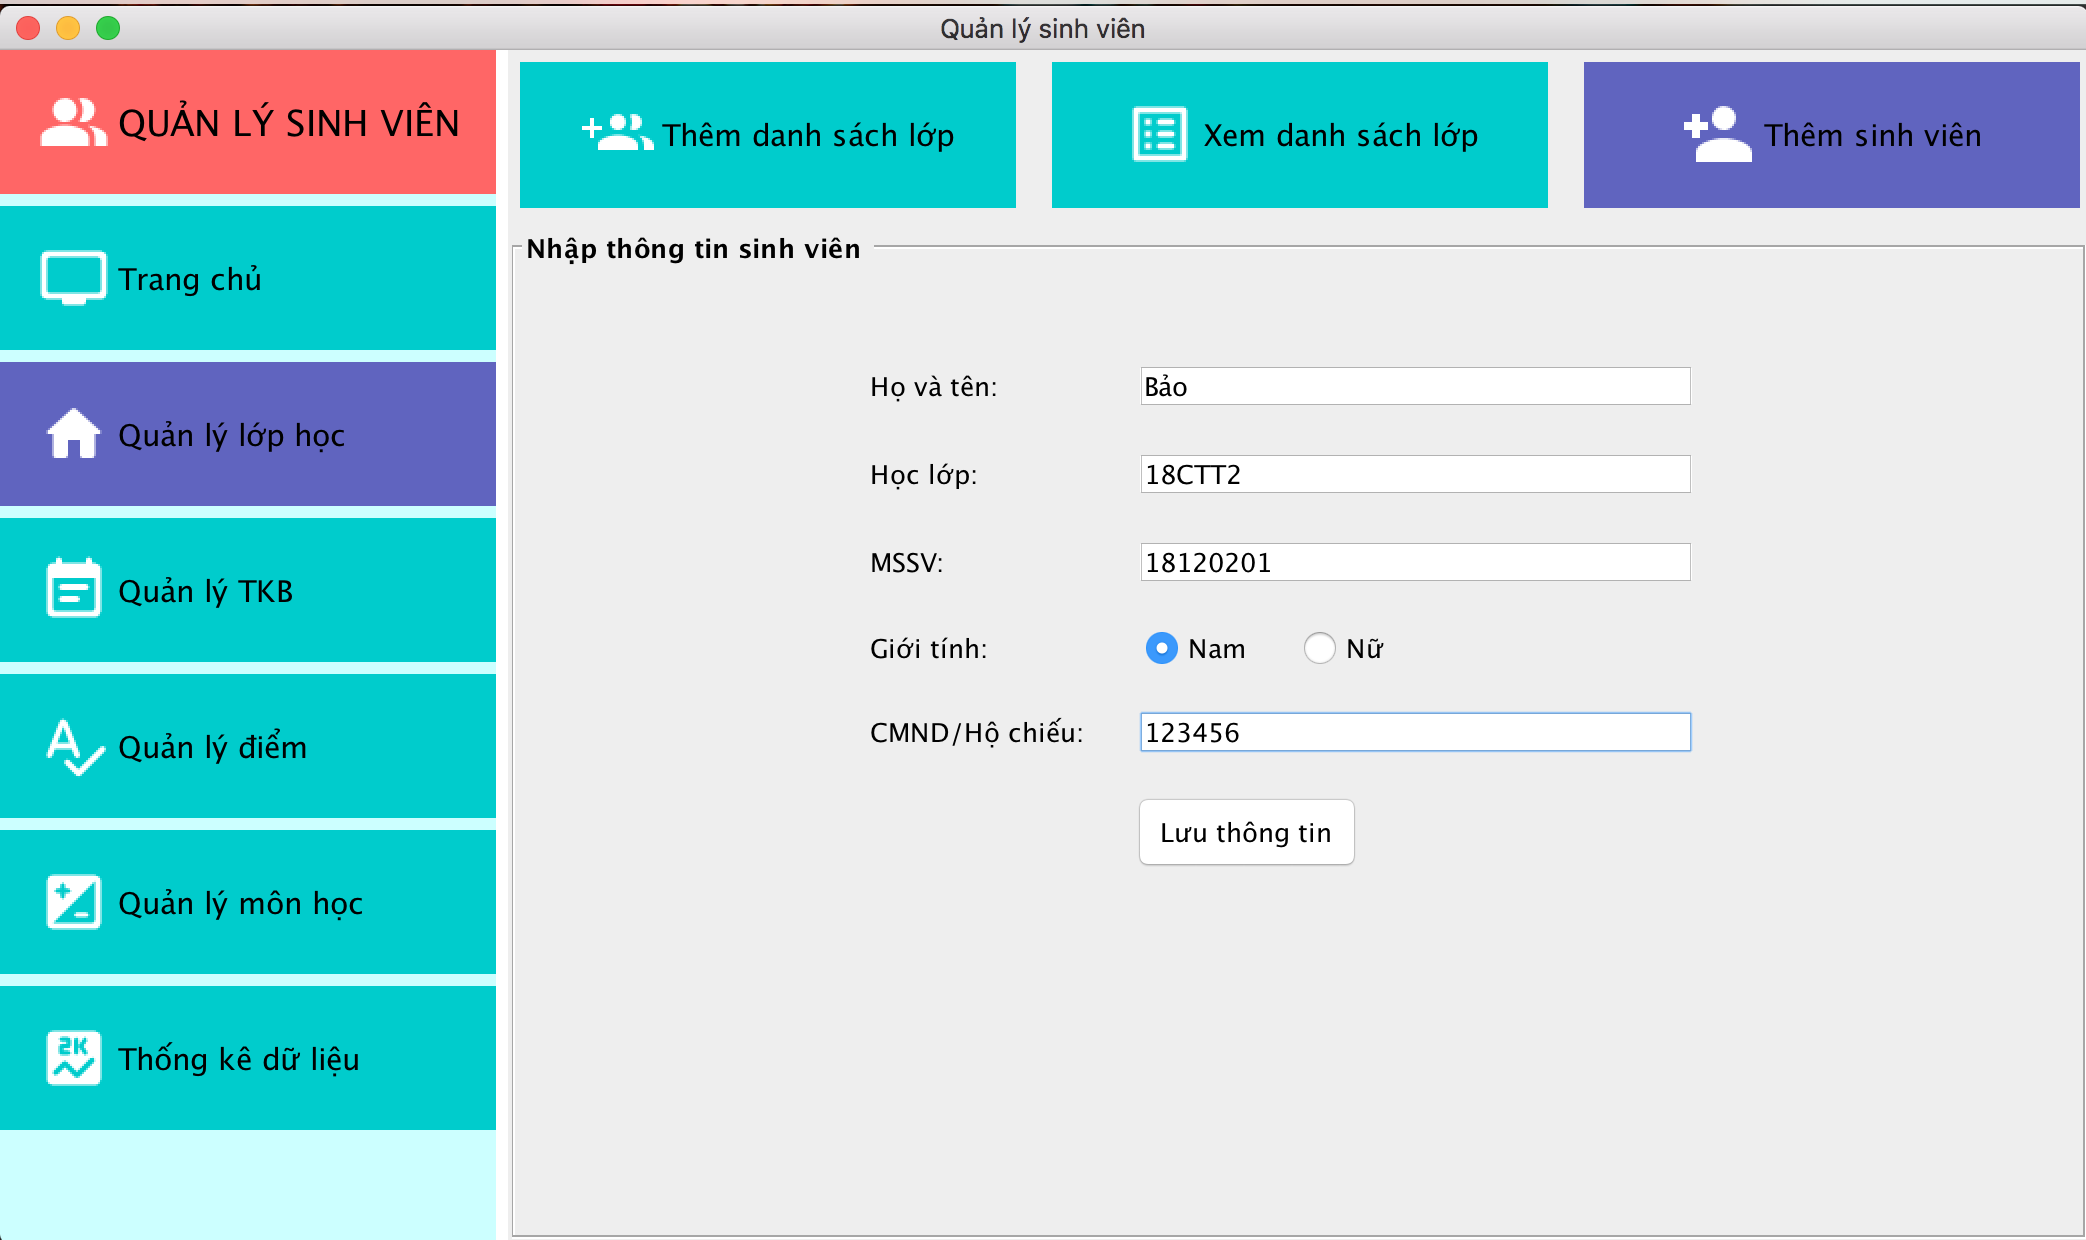 Quản lý sinh viên
QUẢN LÝ SINH VIÊN
Trang chủ
Quản lý lớp học
Quản lý TKB
Quản lý điểm
Quản lý môn học
2K
Thống kê dữ liệu
Thêm danh sách lớp
Xem danh sách lớp
Thêm sinh viên
Nhập thông tin sinh viên
Họ và tên: Bảo
Học lớp: 18CTT2
MSSV: 18120201
Giới tính: Nam Nữ
CMND/Hộ chiếu: 123456
Lưu thông tin